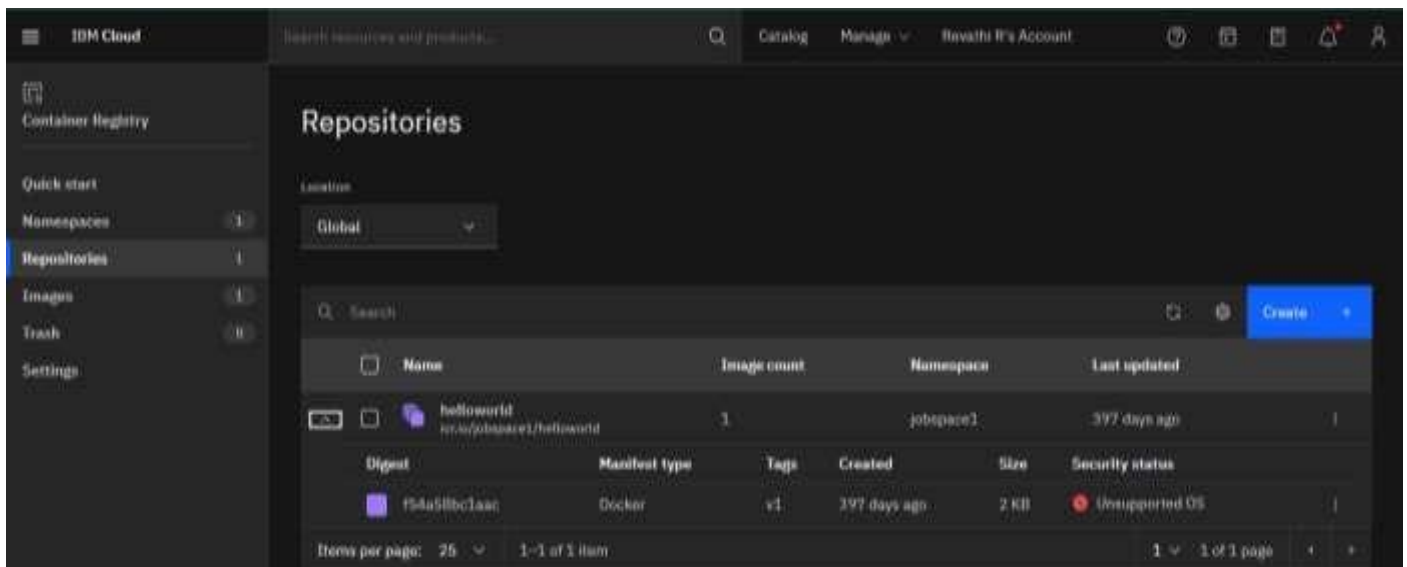 IBM Cloud
Search resources and products...
Catalog
Manage
Revathi R's Account
Container Registry
Quick start
Namespaces 1
Repositories 1
Images 1
Trash 0
Settings
Repositories
Location
Global
Search
Create +
Name Image count Namespace Last updated
helloworld 1 jobspace1 397 days ago
icr.io/jobspace1/helloworld
Digest Manifest type Tags Created Size Security status
Docker v1 397 days ago 2 KB Unsupported OS
Items per page: 25 1–1 of 1 item 1 1 of 1 page